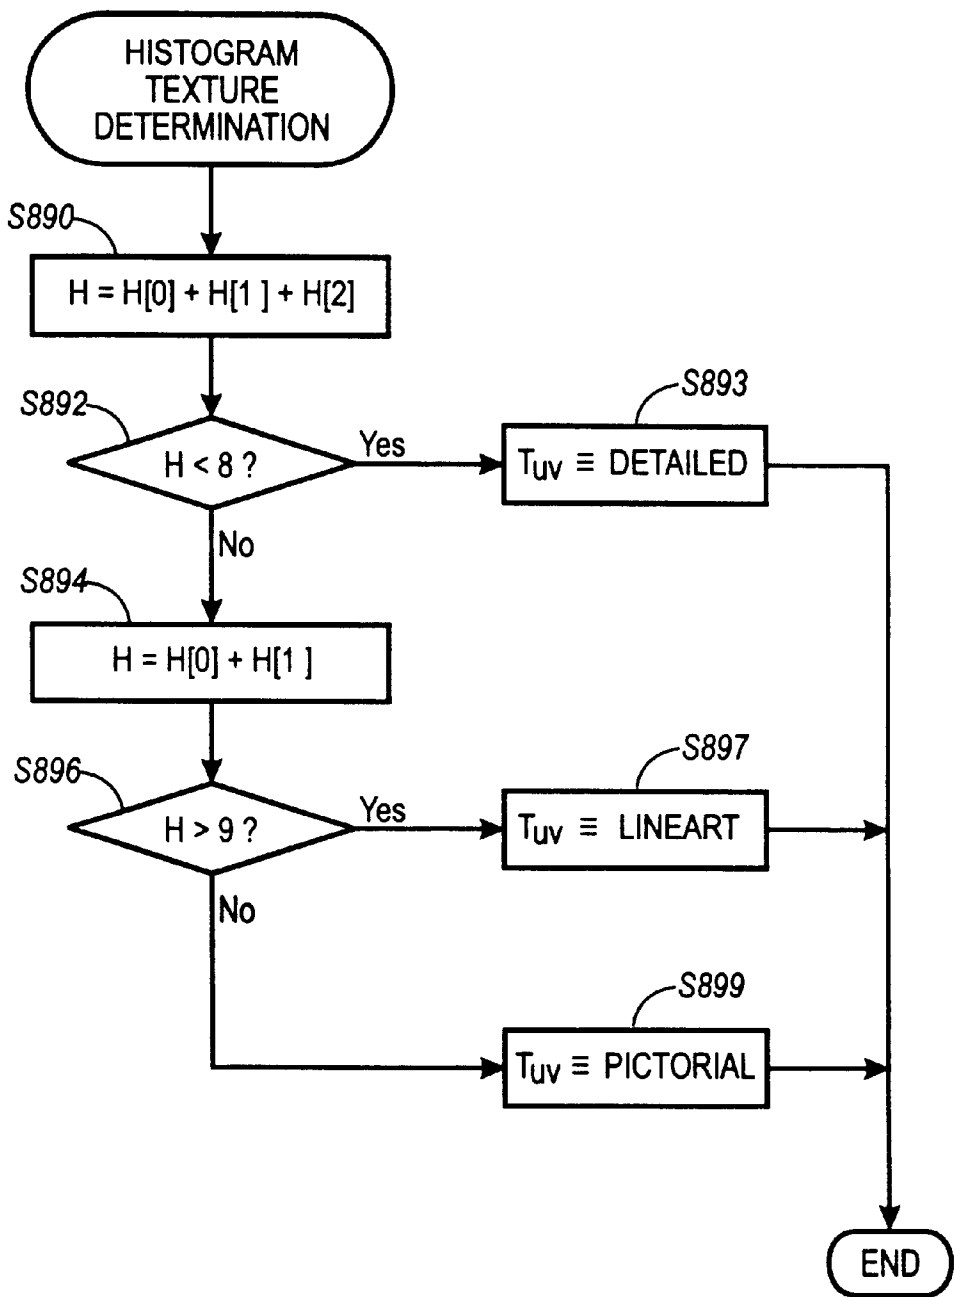 HISTOGRAM
TEXTURE
DETERMINATION
S890
H = H[0] + H[1 ] + H[2]
S892
H < 8 ?
Yes
S893
Tuv ≡ DETAILED
No
S894
H = H[0] + H[1 ]
S896
H > 9 ?
Yes
S897
Tuv ≡ LINEART
No
S899
Tuv ≡ PICTORIAL
END